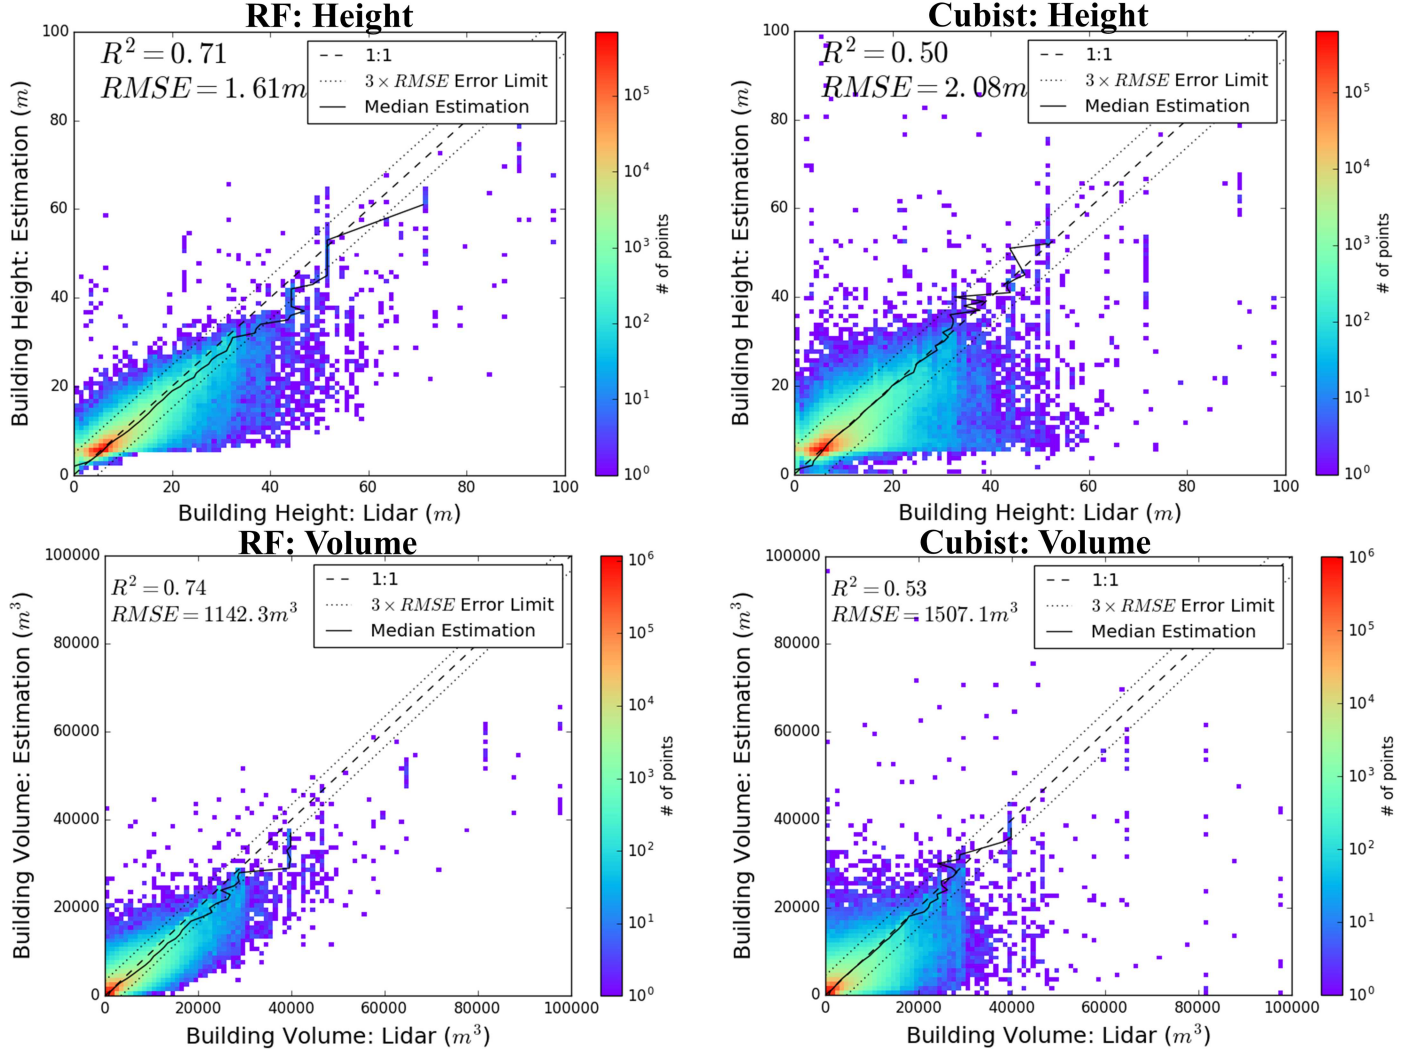 RF: Height
R² = 0.71
RMSE = 1.61m
1:1
3 × RMSE Error Limit
Median Estimation
Building Height: Estimation (m)
100
80
60
40
20
0
0 20 40 60 80 100
Building Height: Lidar (m)
10⁵
10⁴
10³
10²
10¹
10⁰
# of points
Cubist: Height
R² = 0.50
RMSE = 2.08m
1:1
3 × RMSE Error Limit
Median Estimation
Building Height: Estimation (m)
100
80
60
40
20
0
0 20 40 60 80 100
Building Height: Lidar (m)
10⁵
10⁴
10³
10²
10¹
10⁰
# of points
RF: Volume
R² = 0.74
RMSE = 1142.3m³
1:1
3 × RMSE Error Limit
Median Estimation
Building Volume: Estimation (m³)
100000
80000
60000
40000
20000
0
0 20000 40000 60000 80000 100000
Building Volume: Lidar (m³)
10⁶
10⁵
10⁴
10³
10²
10¹
10⁰
# of points
Cubist: Volume
R² = 0.53
RMSE = 1507.1m³
1:1
3 × RMSE Error Limit
Median Estimation
Building Volume: Estimation (m³)
100000
80000
60000
40000
20000
0
0 20000 40000 60000 80000 100000
Building Volume: Lidar (m³)
10⁶
10⁵
10⁴
10³
10²
10¹
10⁰
# of points